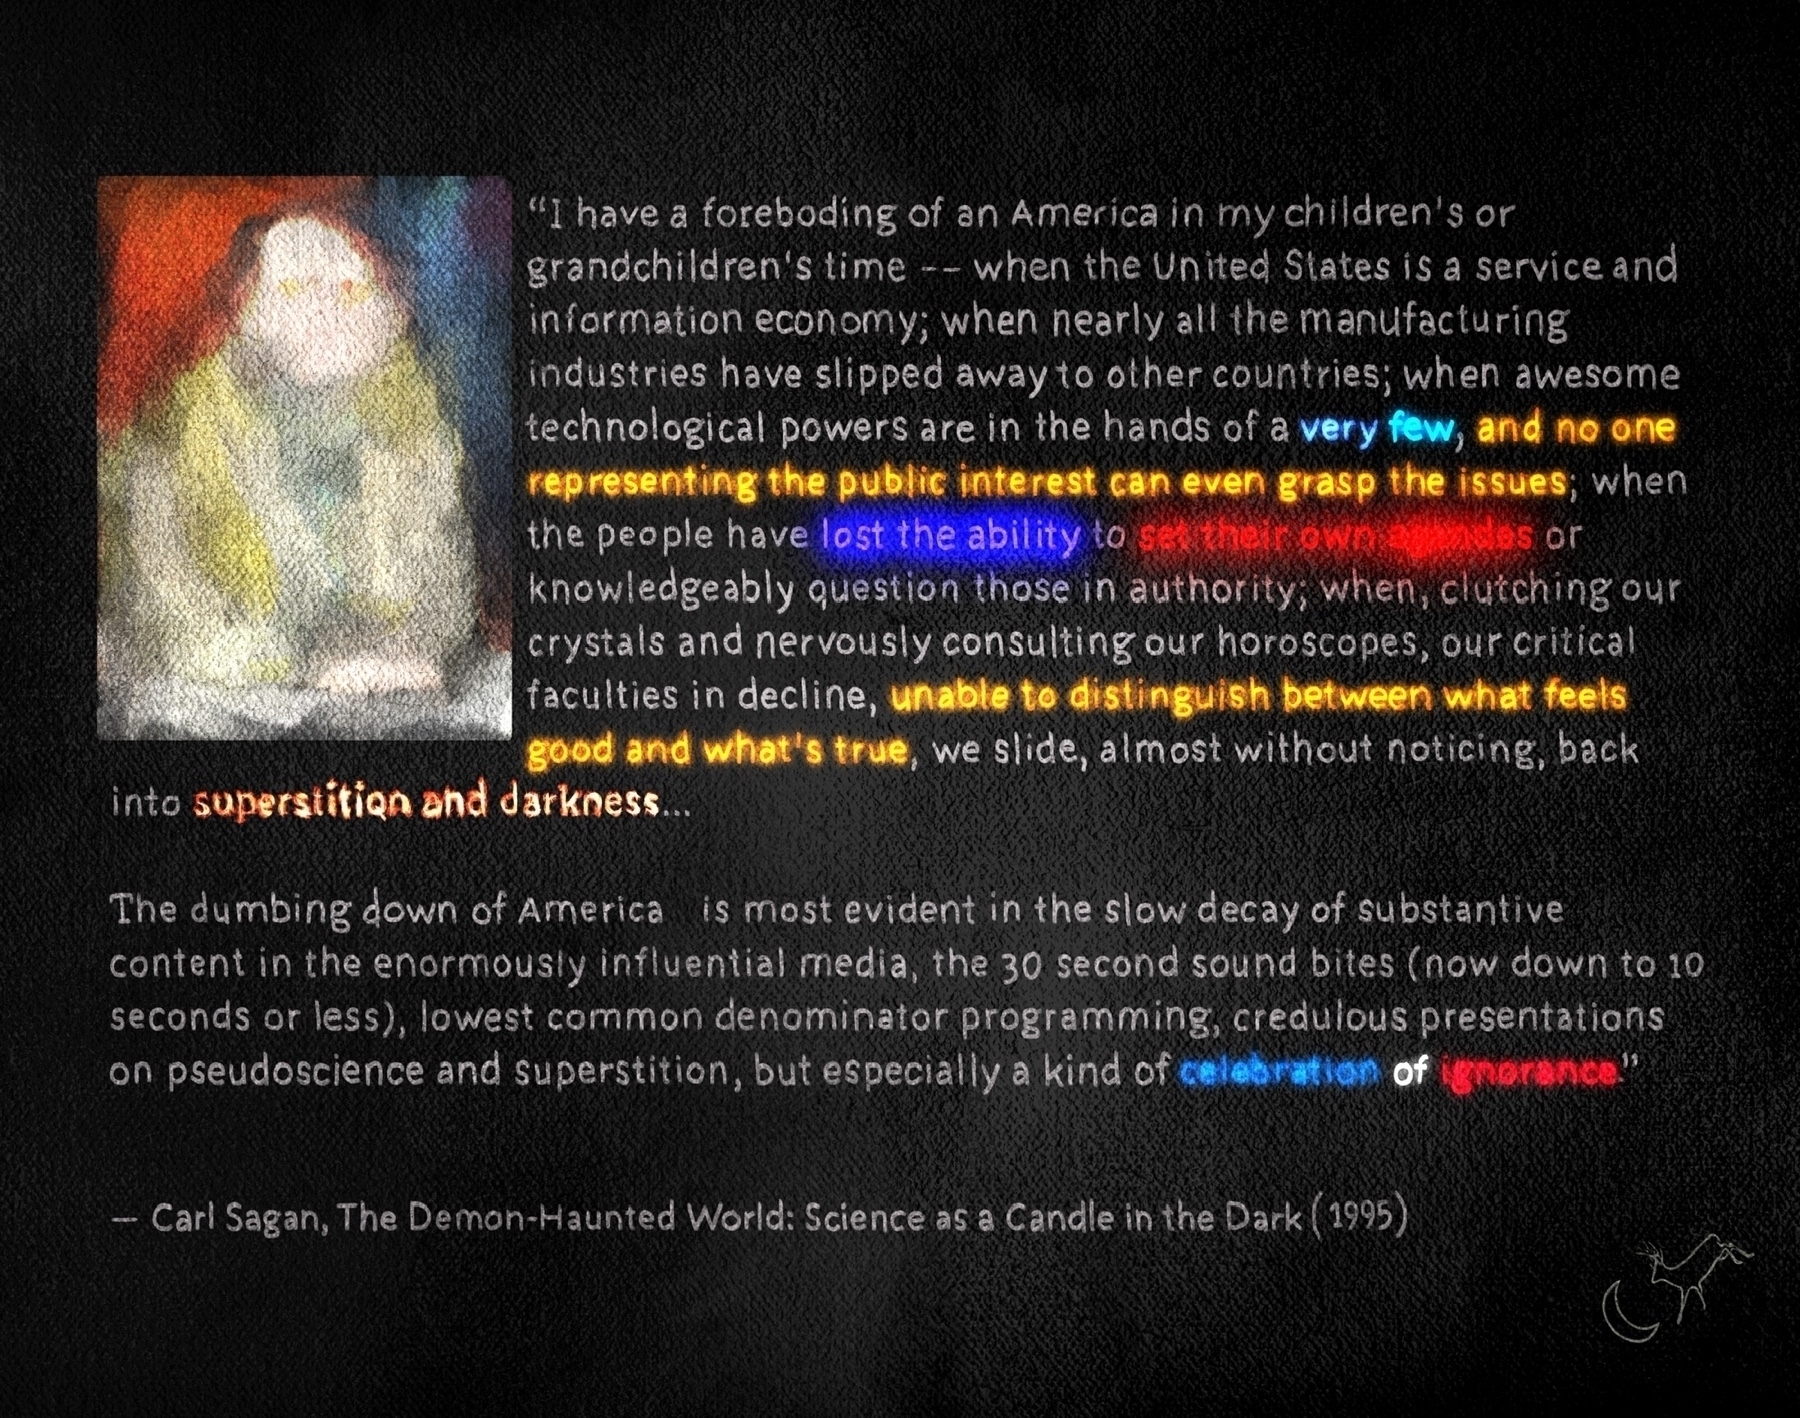 “I have a foreboding of an America in my children's or
grandchildren's time -- when the United States is a service and
information economy; when nearly all the manufacturing
industries have slipped away to other countries; when awesome
technological powers are in the hands of a very few, and no one
representing the public interest can even grasp the issues; when
the people have lost the ability to set their own agendas or
knowledgeably question those in authority; when, clutching our
crystals and nervously consulting our horoscopes, our critical
faculties in decline, unable to distinguish between what feels
good and what's true, we slide, almost without noticing, back
into superstition and darkness...
The dumbing down of America is most evident in the slow decay of substantive
content in the enormously influential media, the 30 second sound bites (now down to 10
seconds or less), lowest common denominator programming, credulous presentations
on pseudoscience and superstition, but especially a kind of celebration of ignorance”
— Carl Sagan, The Demon-Haunted World: Science as a Candle in the Dark (1995)